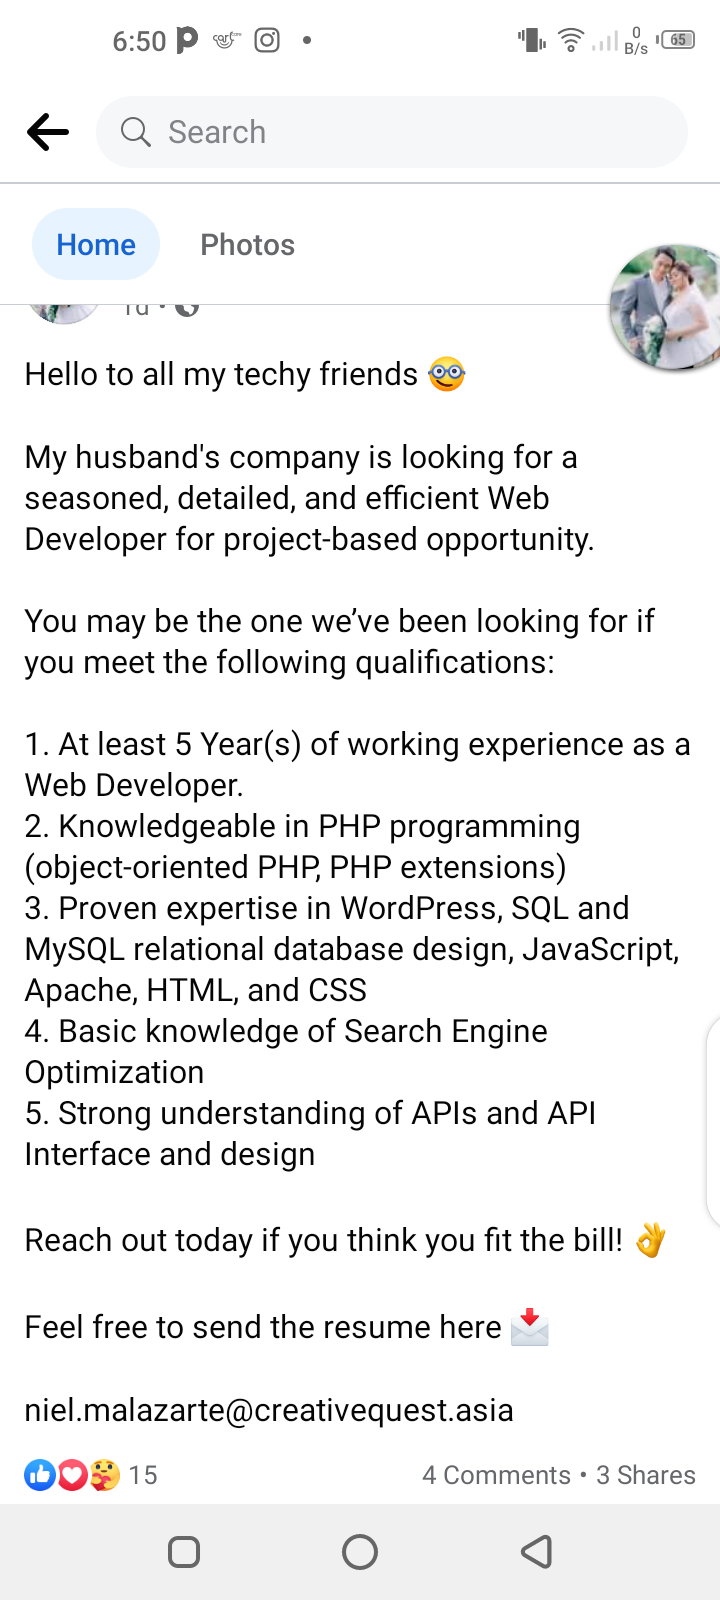 6:50
0
B/s
65
Search
Home
Photos
1d
Hello to all my techy friends
My husband's company is looking for a
seasoned, detailed, and efficient Web
Developer for project-based opportunity.
You may be the one we’ve been looking for if
you meet the following qualifications:
1. At least 5 Year(s) of working experience as a
Web Developer.
2. Knowledgeable in PHP programming
(object-oriented PHP, PHP extensions)
3. Proven expertise in WordPress, SQL and
MySQL relational database design, JavaScript,
Apache, HTML, and CSS
4. Basic knowledge of Search Engine
Optimization
5. Strong understanding of APIs and API
Interface and design
Reach out today if you think you fit the bill! 👌
Feel free to send the resume here 📩
niel.malazarte@creativequest.asia
15
4 Comments • 3 Shares